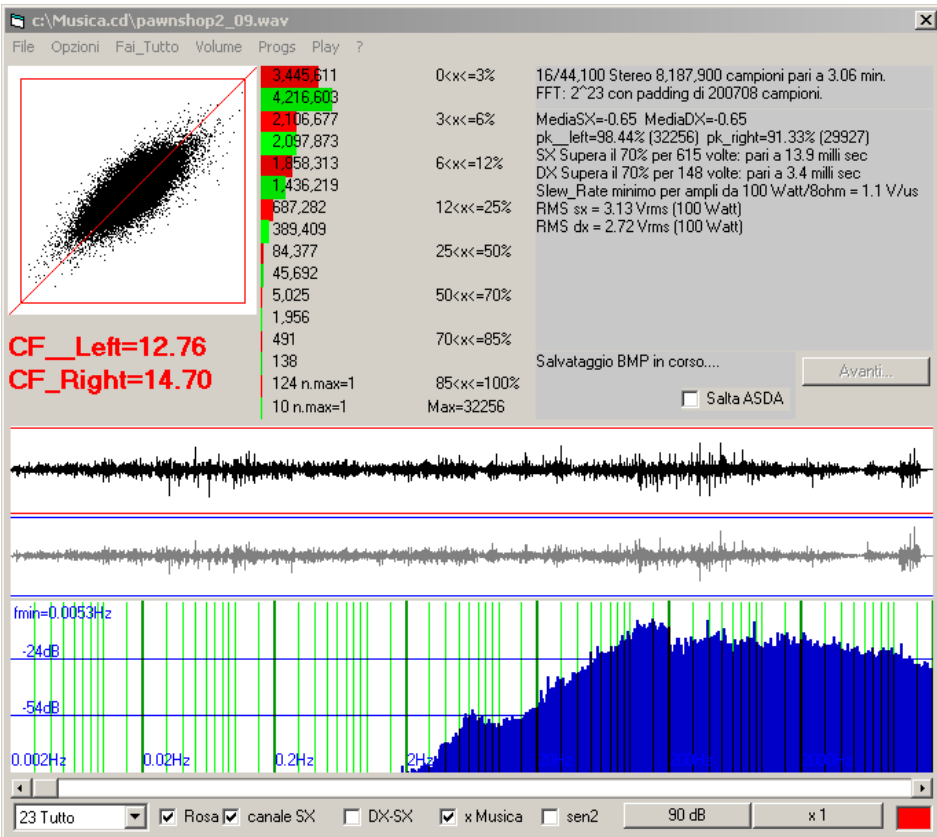 c:\Musica.cd\pawnshop2_09.wav
File Opzioni Fai_Tutto Volume Progs Play ?
3,445,611 0<x<=3%
4,216,603
2,106,677 3<x<=6%
2,097,873
1,858,313 6<x<=12%
1,436,219
687,282 12<x<=25%
389,409
84,377 25<x<=50%
45,692
5,025 50<x<=70%
1,956
491 70<x<=85%
138
124 n.max=1 85<x<=100%
10 n.max=1 Max=32256
16/44,100 Stereo 8,187,900 campioni pari a 3.06 min.
FFT: 2^23 con padding di 200708 campioni.
MediaSX=-0.65 MediaDX=-0.65
pk__left=98.44% (32256) pk_right=91.33% (29927)
SX Supera il 70% per 615 volte: pari a 13.9 milli sec
DX Supera il 70% per 148 volte: pari a 3.4 milli sec
Slew_Rate minimo per ampli da 100 Watt/8ohm = 1.1 V/us
RMS sx = 3.13 Vrms (100 Watt)
RMS dx = 2.72 Vrms (100 Watt)
CF__Left=12.76
CF_Right=14.70
Salvataggio BMP in corso....
Avanti...
Salta ASDA
fmin=0.0053Hz
-24dB
-54dB
0.002Hz 0.02Hz 0.2Hz 2Hz
23 Tutto Rosa canale SX DX-SX x Musica sen2 90 dB x 1